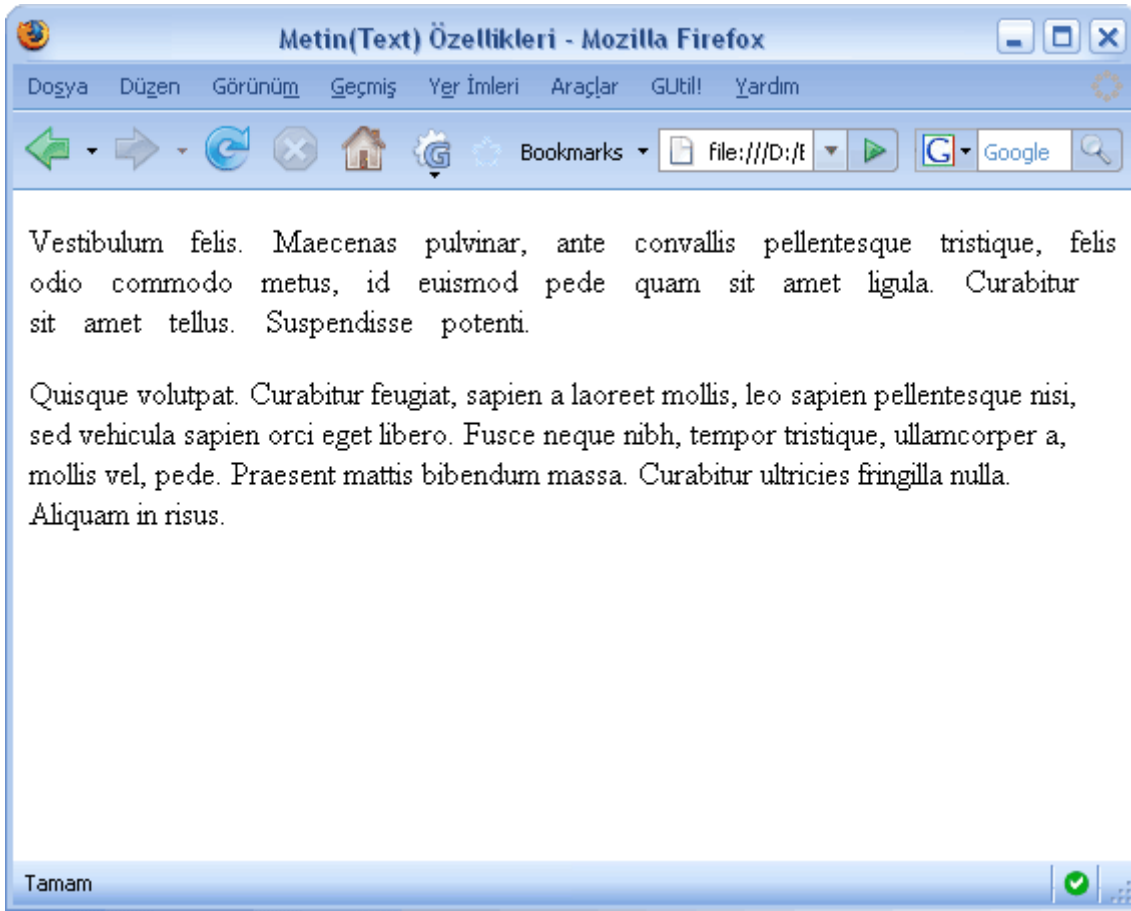 Metin(Text) Özellikleri - Mozilla Firefox
Dosya Düzen Görünüm Geçmiş Yer İmleri Araçlar GUtil! Yardım
G Bookmarks file:///D:/E G Google
Vestibulum felis. Maecenas pulvinar, ante convallis pellentesque tristique, felis
odio commodo metus, id euismod pede quam sit amet ligula. Curabitur
sit amet tellus. Suspendisse potenti.
Quisque volutpat. Curabitur feugiat, sapien a laoreet mollis, leo sapien pellentesque nisi,
sed vehicula sapien orci eget libero. Fusce neque nibh, tempor tristique, ullamcorper a,
mollis vel, pede. Praesent mattis bibendum massa. Curabitur ultricies fringilla nulla.
Aliquam in risus.
Tamam